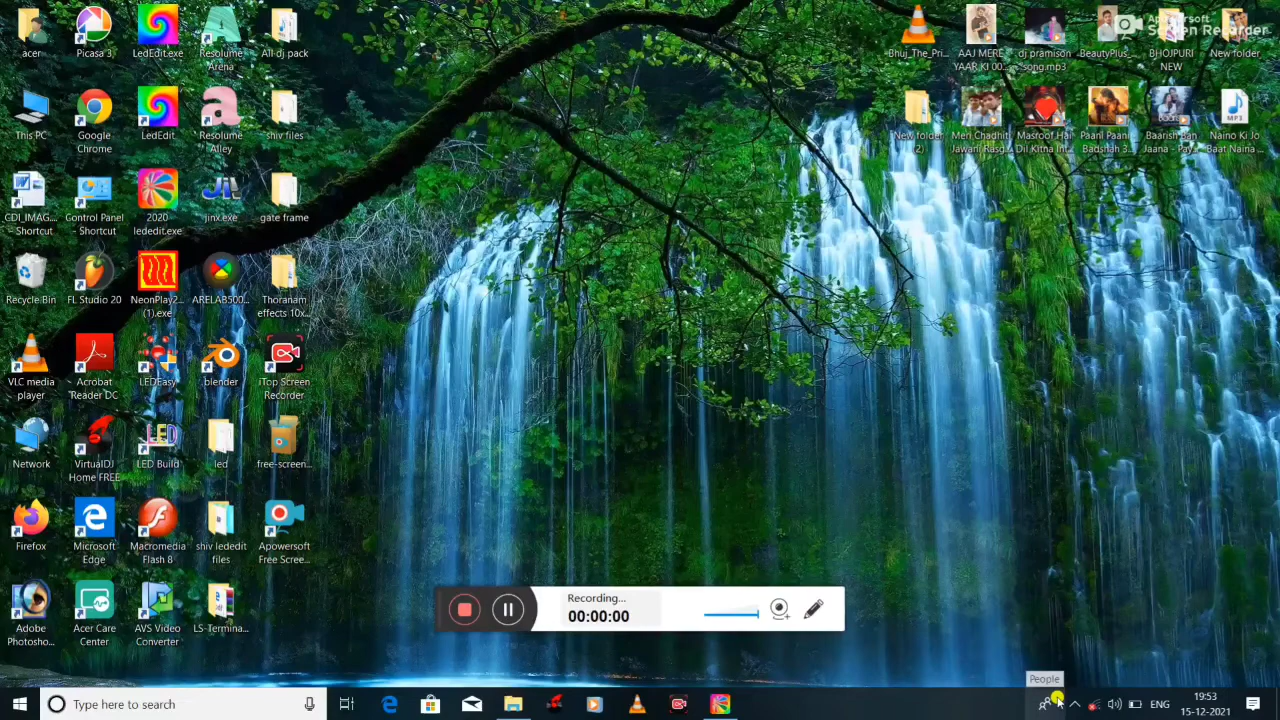 acer
Picasa 3
LedEdit.exe
Resolume
Arena
All dj pack
Bhuj_The_Pri...
AAJ MERE
YAAR KI 00...
dj pramison
song.mp3
BeautyPlus_...
BHOJPURI
NEW
New folder
Apowersoft
Screen Recorder
This PC
Google
Chrome
LedEdit
Resolume
Alley
shiv files
New folder
(2)
Meri Chadhti
Jawani Rasg...
Masroof Hai
Dil Kitna Int...
Paani Paani
Badshah 3...
Baarish Ban
Jaana - Pay...
MP3
Naino Ki Jo
Baat Naina ...
CDI_IMAG...
- Shortcut
Control Panel
- Shortcut
2020
lededit.exe
jinx.exe
gate frame
Recycle Bin
FL Studio 20
NeonPlay2...
(1).exe
ARELAB500...
Thoranam
effects 10x...
VLC media
player
Acrobat
Reader DC
LEDEasy
blender
iTop Screen
Recorder
Network
VirtualDJ
Home FREE
LED
LED Build
led
free-screen...
Firefox
Microsoft
Edge
Macromedia
Flash 8
shiv lededit
files
Apowersoft
Free Scree...
Adobe
Photosho...
Acer Care
Center
AVS Video
Converter
LS-Termina...
Recording...
00:00:00
People
Type here to search
ENG
19:53
15-12-2021